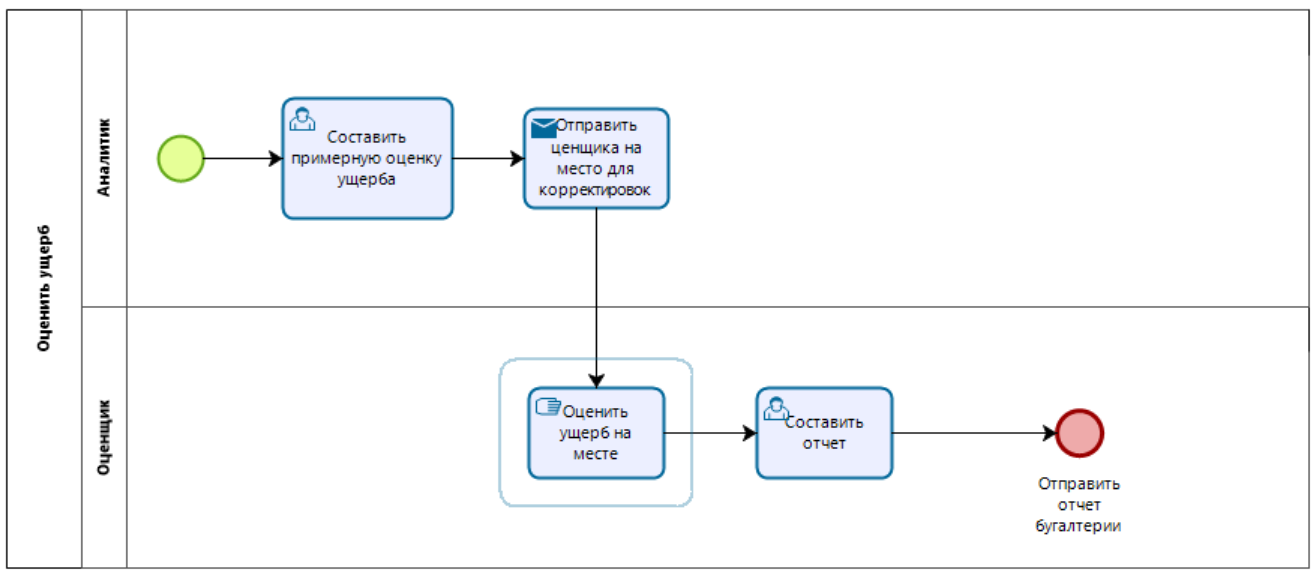 Оценить ущерб
Аналитик
Составить
примерную оценку
ущерба
Отправить
ценщика на
место для
корректировок
Оценщик
Оценить
ущерб на
месте
Составить
отчет
Отправить
отчет
бугалтерии